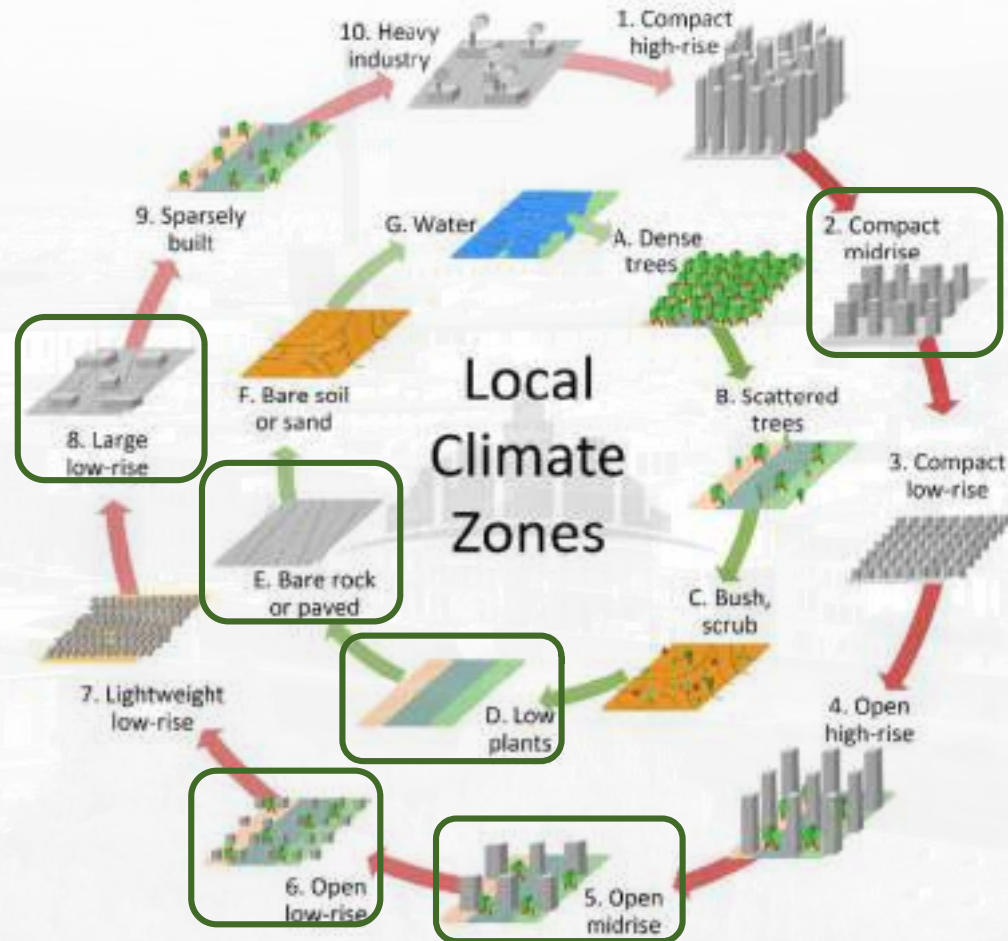 10. Heavy
industry
1. Compact
high-rise
9. Sparsely
built
G. Water
A. Dense
trees
2. Compact
midrise
F. Bare soil
or sand
Local
Climate
Zones
B. Scattered
trees
8. Large
low-rise
3. Compact
low-rise
E. Bare rock
or paved
C. Bush,
scrub
7. Lightweight
low-rise
D. Low
plants
4. Open
high-rise
6. Open
low-rise
5. Open
midrise